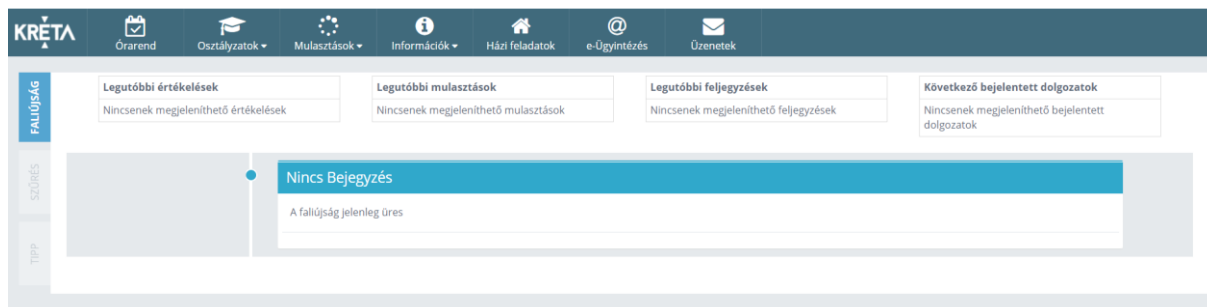 KRÉTA
Órarend
Osztályzatok
Mulasztások
Információk
Házi feladatok
e-Ügyintézés
Üzenetek
FALIÚJSÁG
SZŰRÉS
TIPP
Legutóbbi értékelések
Nincsenek megjeleníthető értékelések
Legutóbbi mulasztások
Nincsenek megjeleníthető mulasztások
Legutóbbi feljegyzések
Nincsenek megjeleníthető feljegyzések
Következő bejelentett dolgozatok
Nincsenek megjeleníthető bejelentett
dolgozatok
Nincs Bejegyzés
A faliújság jelenleg üres